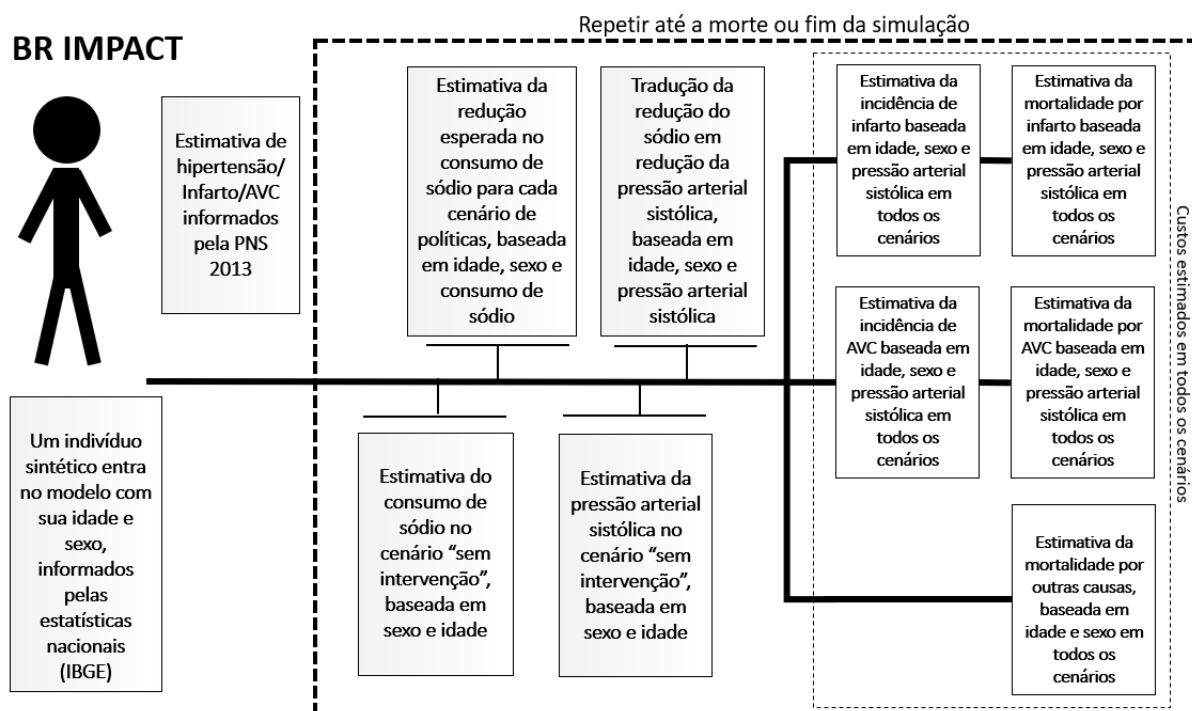 Repetir até a morte ou fim da simulação
BR IMPACT
Estimativa de
hipertensão/
Infarto/AVC
informados
pela PNS
2013
Um indivíduo
sintético entra
no modelo com
sua idade e
sexo,
informados
pelas
estatísticas
nacionais
(IBGE)
Estimativa da
redução
esperada no
consumo de
sódio para cada
cenário de
políticas, baseada
em idade, sexo e
consumo de
sódio
Tradução da
redução do
sódio em
redução da
pressão arterial
sistólica,
baseada em
idade, sexo e
pressão arterial
sistólica
Estimativa do
consumo de
sódio no
cenário “sem
intervenção”,
baseada em
sexo e idade
Estimativa da
pressão arterial
sistólica no
cenário “sem
intervenção”,
baseada em
sexo e idade
Estimativa da
incidência de
infarto baseada
em idade, sexo e
pressão arterial
sistólica em
todos os
cenários
Estimativa da
mortalidade por
infarto baseada
em idade, sexo e
pressão arterial
sistólica em
todos os
cenários
Estimativa da
incidência de
AVC baseada em
idade, sexo e
pressão arterial
sistólica em
todos os
cenários
Estimativa da
mortalidade por
AVC baseada em
idade, sexo e
pressão arterial
sistólica em
todos os
cenários
Estimativa da
mortalidade por
outras causas,
baseada em
idade e sexo em
todos os
cenários
Custos estimados em todos os cenários